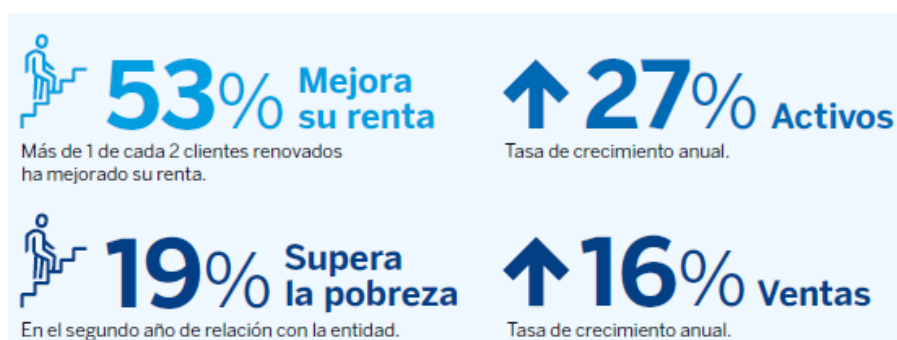 53% Mejora
su renta
Más de 1 de cada 2 clientes renovados
ha mejorado su renta.
27% Activos
Tasa de crecimiento anual.
19% Supera
la pobreza
En el segundo año de relación con la entidad.
16% Ventas
Tasa de crecimiento anual.